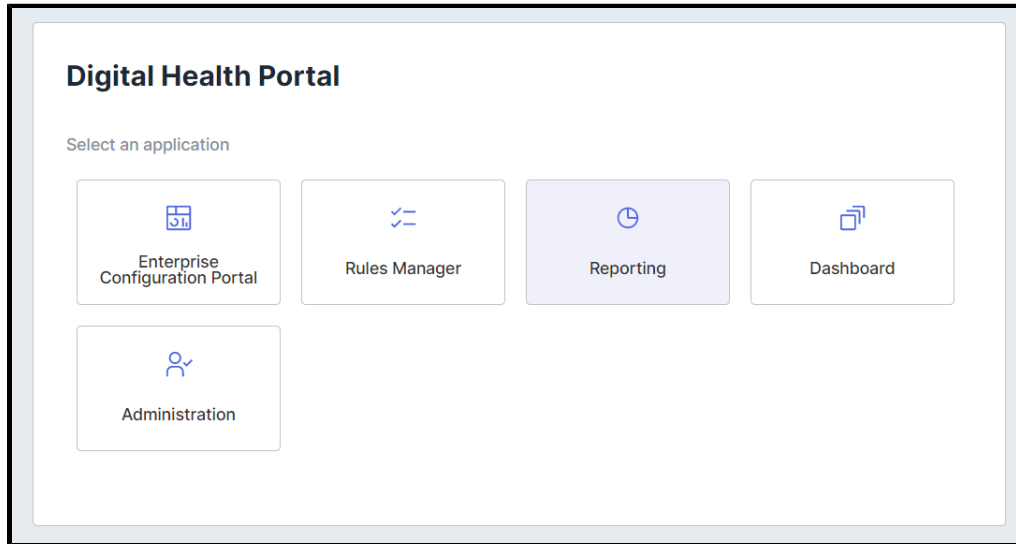 Digital Health Portal
Select an application
Enterprise
Configuration Portal
Rules Manager
Reporting
Dashboard
Administration